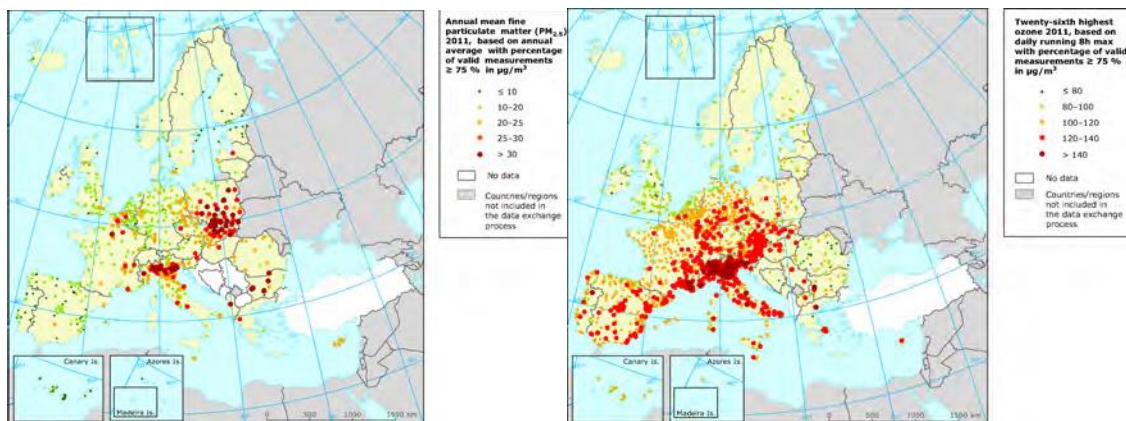 Annual mean fine
particulate matter (PM2.5)
2011, based on annual
average with percentage
of valid measurements
≥ 75 % in µg/m³
≤ 10
10–20
20–25
25–30
> 30
No data
Countries/regions
not included in
the data exchange
process
Canary Is.
Azores Is.
Madeira Is.
0 500 1000 1500 km
Twenty-sixth highest
ozone 2011, based on
daily running 8h max
with percentage of valid
measurements ≥ 75 %
in µg/m³
≤ 80
80–100
100–120
120–140
> 140
No data
Countries/regions
not included in
the data exchange
process
Canary Is.
Azores Is.
Madeira Is.
0 500 1000 1500 km